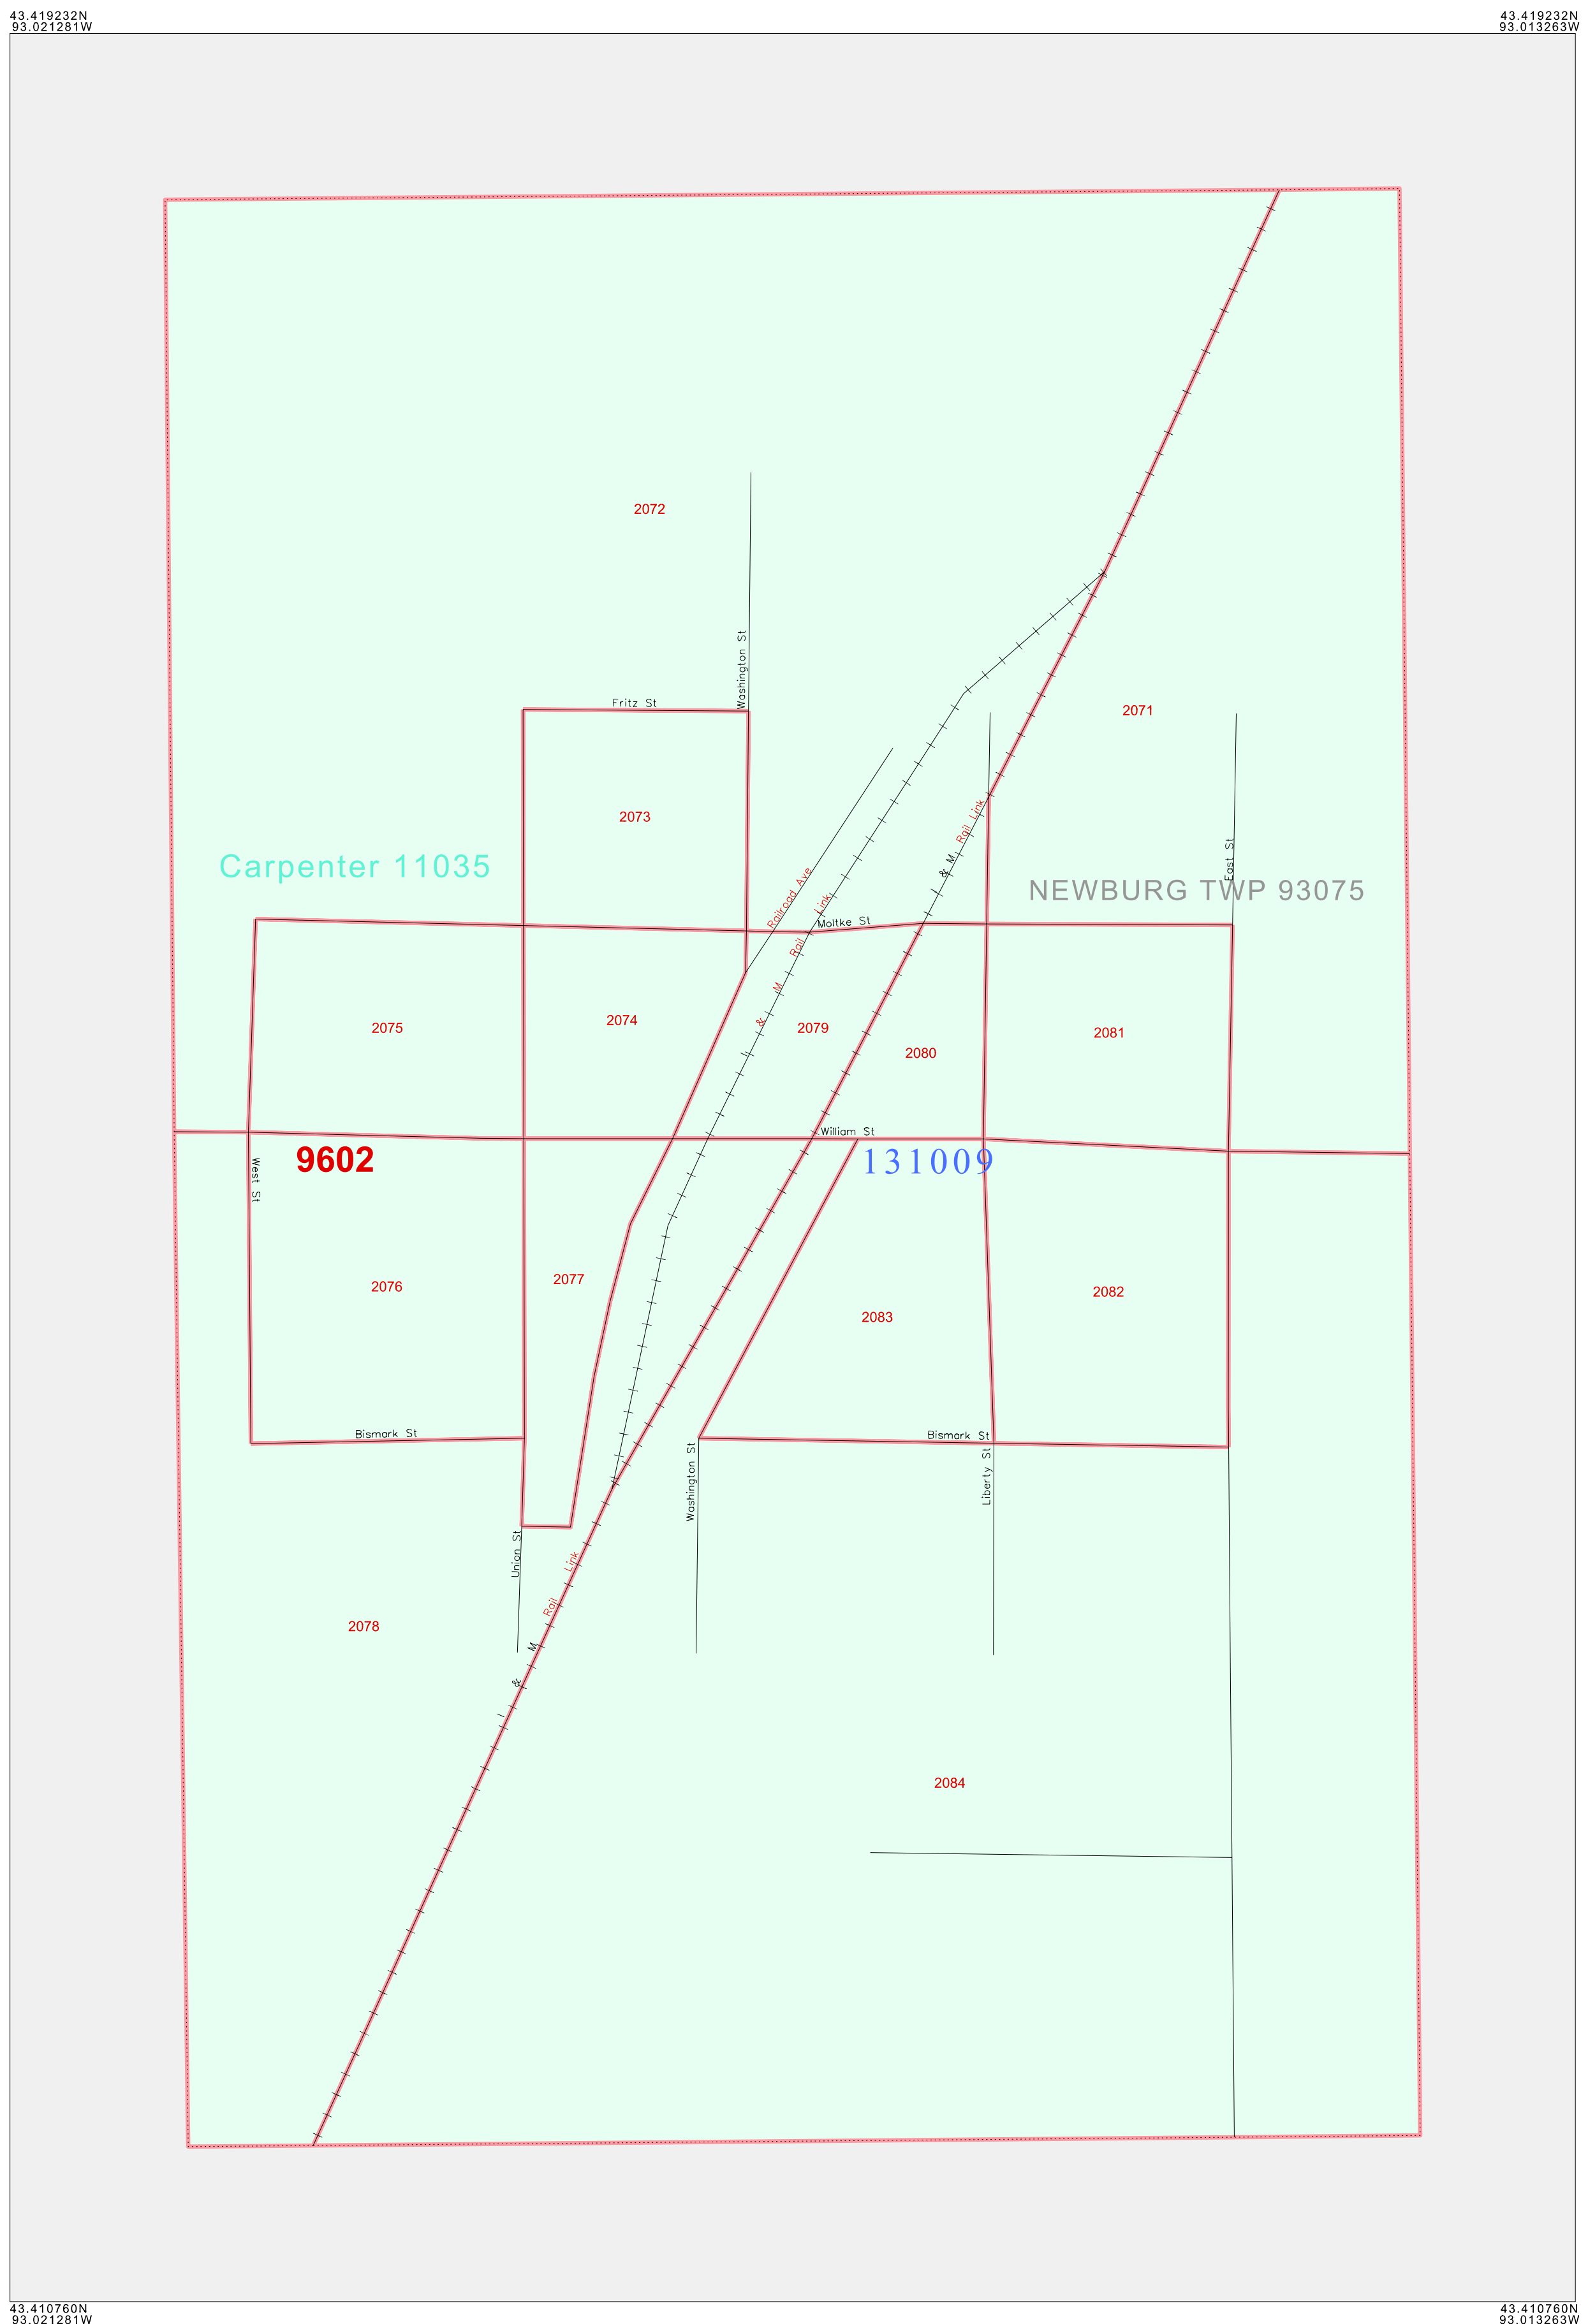 43.419232N
93.021281W
43.419232N
93.013263W
2072
Washington St
Fritz St
2071
2073
Carpenter 11035
Railroad Ave
I & M Rail Link
East St
NEWBURG TWP 93075
I & M Rail Link
Moltke St
2075
2074
2079
2080
2081
William St
9602
131009
West St
2076
2077
2083
2082
Bismark St
Bismark St
Washington St
Liberty St
Union St
I & M Rail Link
2078
2084
43.410760N
93.021281W
43.410760N
93.013263W